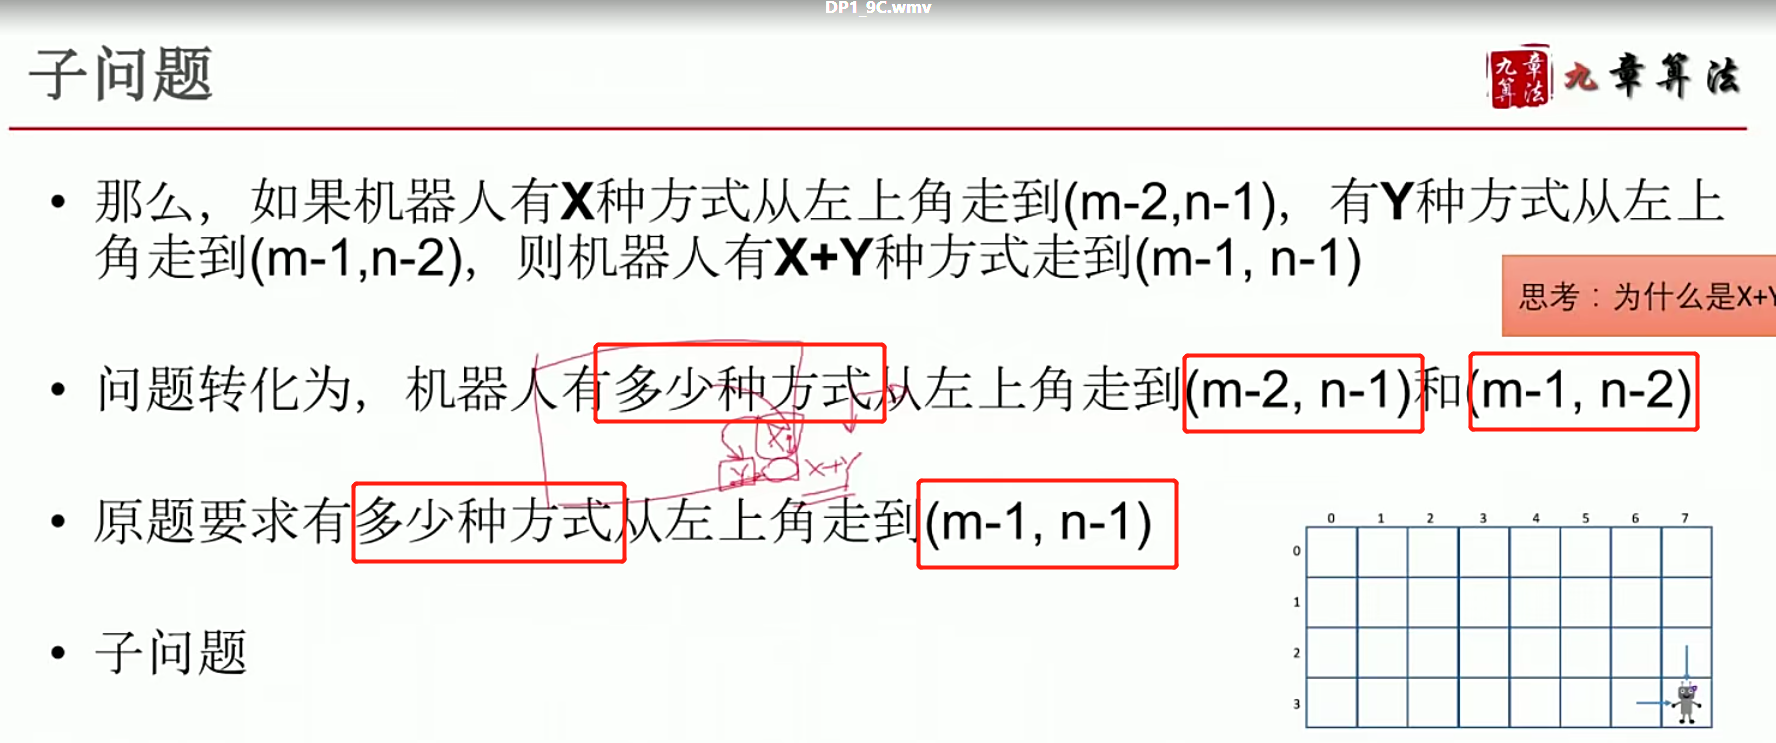 DP1_9C.wmv
子问题
九章算法
九章算法
• 那么，如果机器人有X种方式从左上角走到(m-2,n-1)，有Y种方式从左上
角走到(m-1,n-2)，则机器人有X+Y种方式走到(m-1, n-1)
思考：为什么是X+Y
• 问题转化为，机器人有多少种方式从左上角走到(m-2, n-1)和(m-1, n-2)
X
Y
X+Y
• 原题要求有多少种方式从左上角走到(m-1, n-1)
• 子问题
0 1 2 3 4 5 6 7
0
1
2
3